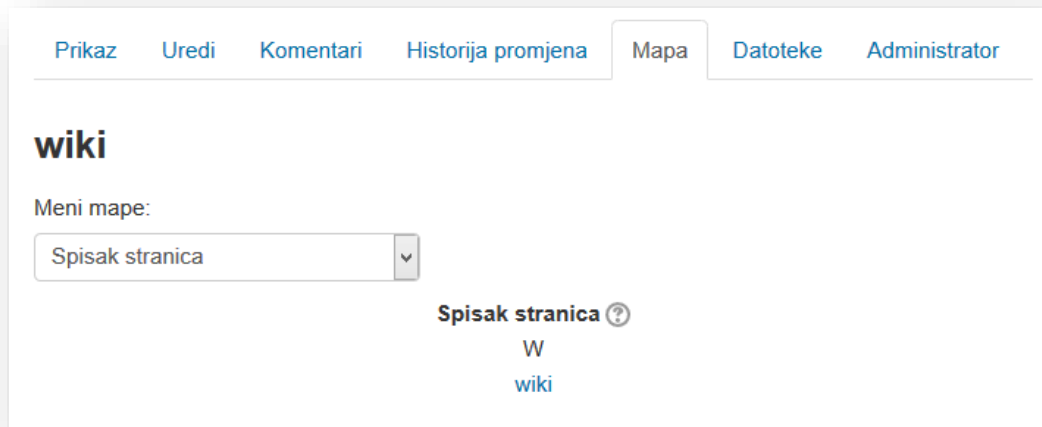 Prikaz Uredi Komentari Historija promjena Mapa Datoteke Administrator
wiki
Meni mape:
Spisak stranica
Spisak stranica
W
wiki